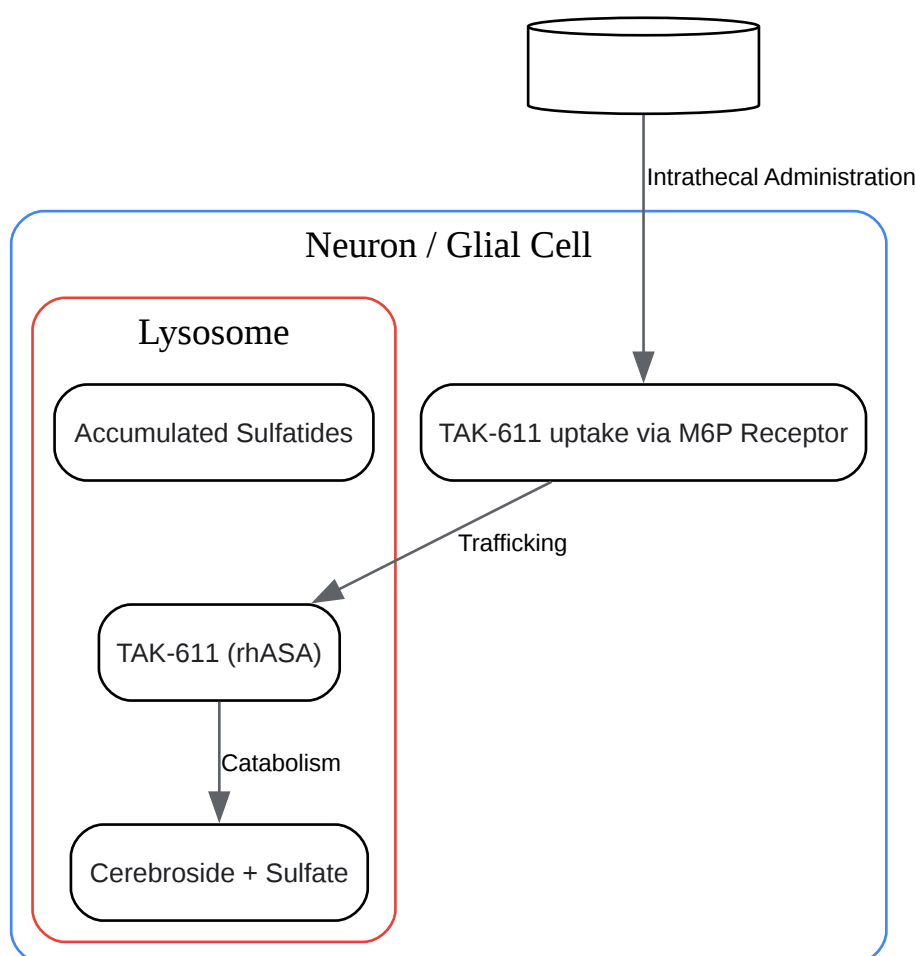 Intrathecal Administration
Neuron / Glial Cell
Lysosome
Accumulated Sulfatides
TAK-611 uptake via M6P Receptor
Trafficking
TAK-611 (rhASA)
Catabolism
Cerebroside + Sulfate